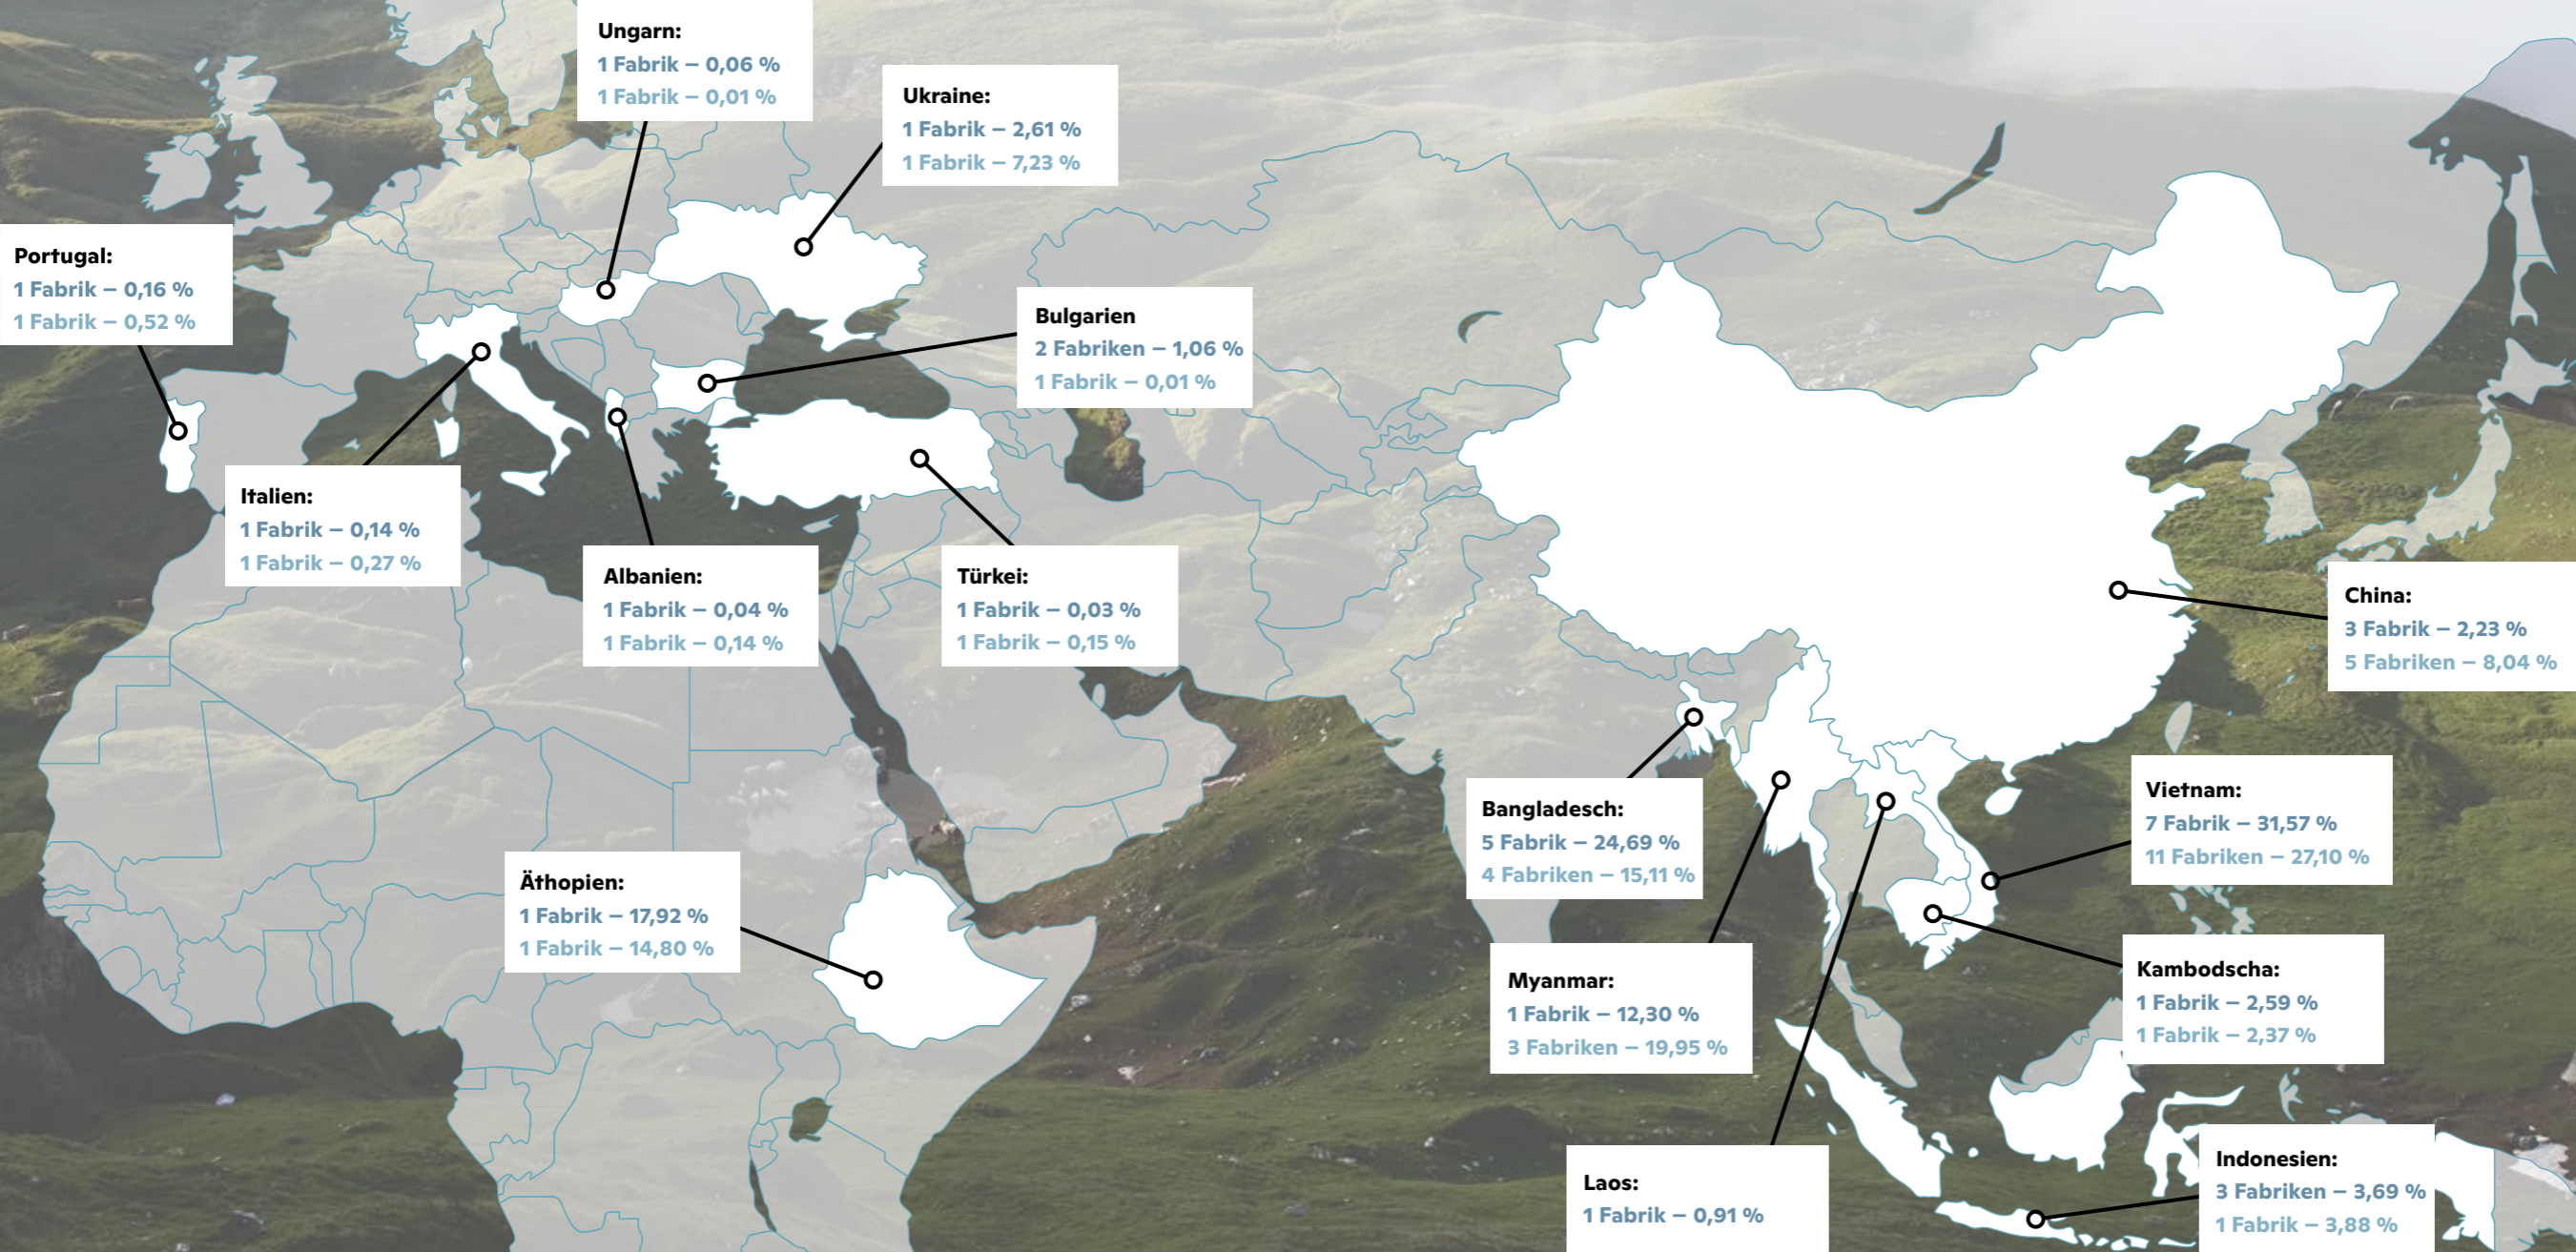 Ungarn:
1 Fabrik – 0,06 %
1 Fabrik – 0,01 %
Ukraine:
1 Fabrik – 2,61 %
1 Fabrik – 7,23 %
Portugal:
1 Fabrik – 0,16 %
1 Fabrik – 0,52 %
Bulgarien
2 Fabriken – 1,06 %
1 Fabrik – 0,01 %
Italien:
1 Fabrik – 0,14 %
1 Fabrik – 0,27 %
Albanien:
1 Fabrik – 0,04 %
1 Fabrik – 0,14 %
Türkei:
1 Fabrik – 0,03 %
1 Fabrik – 0,15 %
China:
3 Fabrik – 2,23 %
5 Fabriken – 8,04 %
Bangladesch:
5 Fabrik – 24,69 %
4 Fabriken – 15,11 %
Vietnam:
7 Fabrik – 31,57 %
11 Fabriken – 27,10 %
Äthopien:
1 Fabrik – 17,92 %
1 Fabrik – 14,80 %
Myanmar:
1 Fabrik – 12,30 %
3 Fabriken – 19,95 %
Kambodscha:
1 Fabrik – 2,59 %
1 Fabrik – 2,37 %
Laos:
1 Fabrik – 0,91 %
Indonesien:
3 Fabriken – 3,69 %
1 Fabrik – 3,88 %